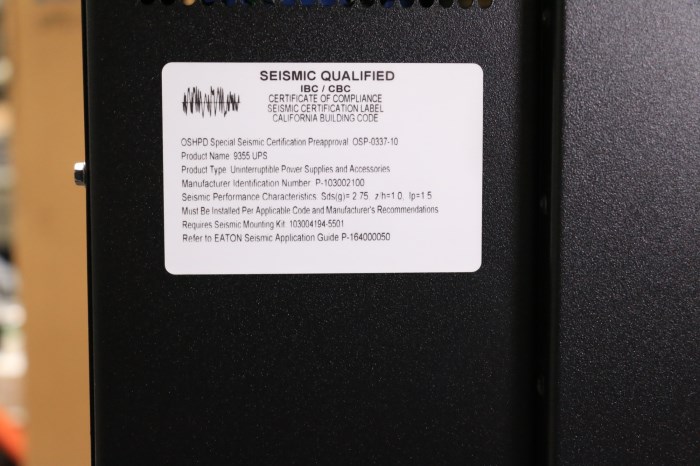 SEISMIC QUALIFIED
IBC / CBC
CERTIFICATE OF COMPLIANCE
SEISMIC CERTIFICATION LABEL
CALIFORNIA BUILDING CODE
OSHPD Special Seismic Certification Preapproval OSP-0337-10
Product Name 9355 UPS
Product Type Uninterruptible Power Supplies and Accessories
Manufacturer Identification Number P-103002100
Seismic Performance Characteristics Sds(g)= 2.75, z/h=1.0, Ip=1.5
Must Be Installed Per Applicable Code and Manufacturer's Recommendations
Requires Seismic Mounting Kit 103004194-5501
Refer to EATON Seismic Application Guide P-164000050